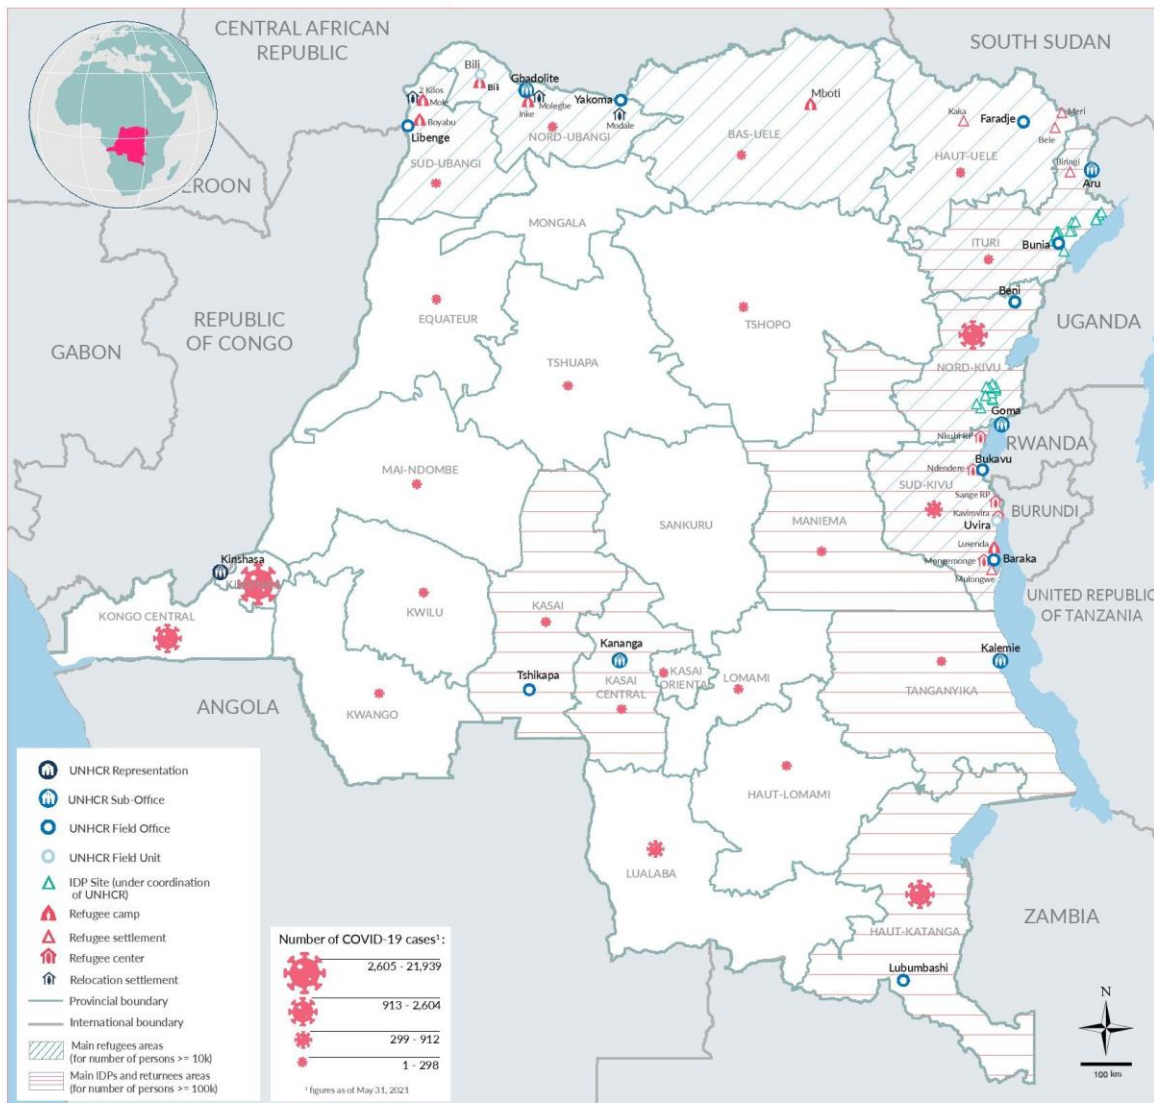 CENTRAL AFRICAN
REPUBLIC
SOUTH SUDAN
Bili
Bili
Gbadolite
2 Kilos
Mole
Boyabu
Libenge
Inke
Molegbe
Yakoma
Modale
NORD-UBANGI
SUD-UBANGI
Mboti
BAS-UELE
Kaka
Faradje
Meri
Bele
HAUT-UELE
Biringi
Aru
EROON
MONGALA
ITURI
Bunia
Beni
EQUATEUR
TSHOPO
REPUBLIC
OF CONGO
GABON
UGANDA
TSHUAPA
NORD-KIVU
Goma
Nkubi RP
RWANDA
Ndendere
Bukavu
MAI-NDOMBE
SUD-KIVU
Sange RP
Kavimvira
Uvira
BURUNDI
SANKURU
MANIEMA
Lusenda
Mongemonge
Baraka
Mulongwe
Kinshasa
UNITED REPUBLIC
OF TANZANIA
KONGO CENTRAL
KWILU
KASAI
Kananga
Kalemie
KASAI
CENTRAL
KASAI
ORIENTAL
LOMAMI
TANGANYIKA
Tshikapa
ANGOLA
KWANGO
HAUT-LOMAMI
LUALABA
HAUT-KATANGA
ZAMBIA
Lubumbashi
UNHCR Representation
UNHCR Sub-Office
UNHCR Field Office
UNHCR Field Unit
IDP Site (under coordination
of UNHCR)
Refugee camp
Refugee settlement
Refugee center
Relocation settlement
Provincial boundary
International boundary
Main refugees areas
(for number of persons >= 10k)
Main IDPs and returnees areas
(for number of persons >= 100k)
Number of COVID-19 cases¹ :
2,605 - 21,939
913 - 2,604
299 - 912
1 - 298
¹ figures as of May 31, 2021
N
100 km